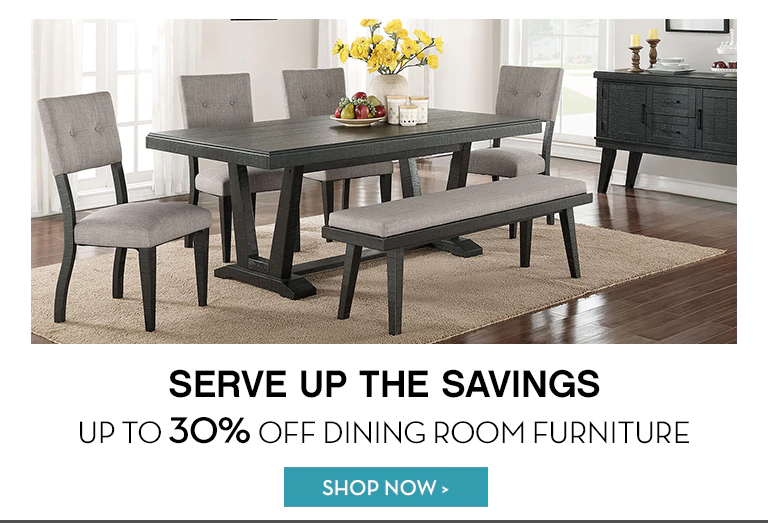 SERVE UP THE SAVINGS
UP TO 30% OFF DINING ROOM FURNITURE
SHOP NOW >